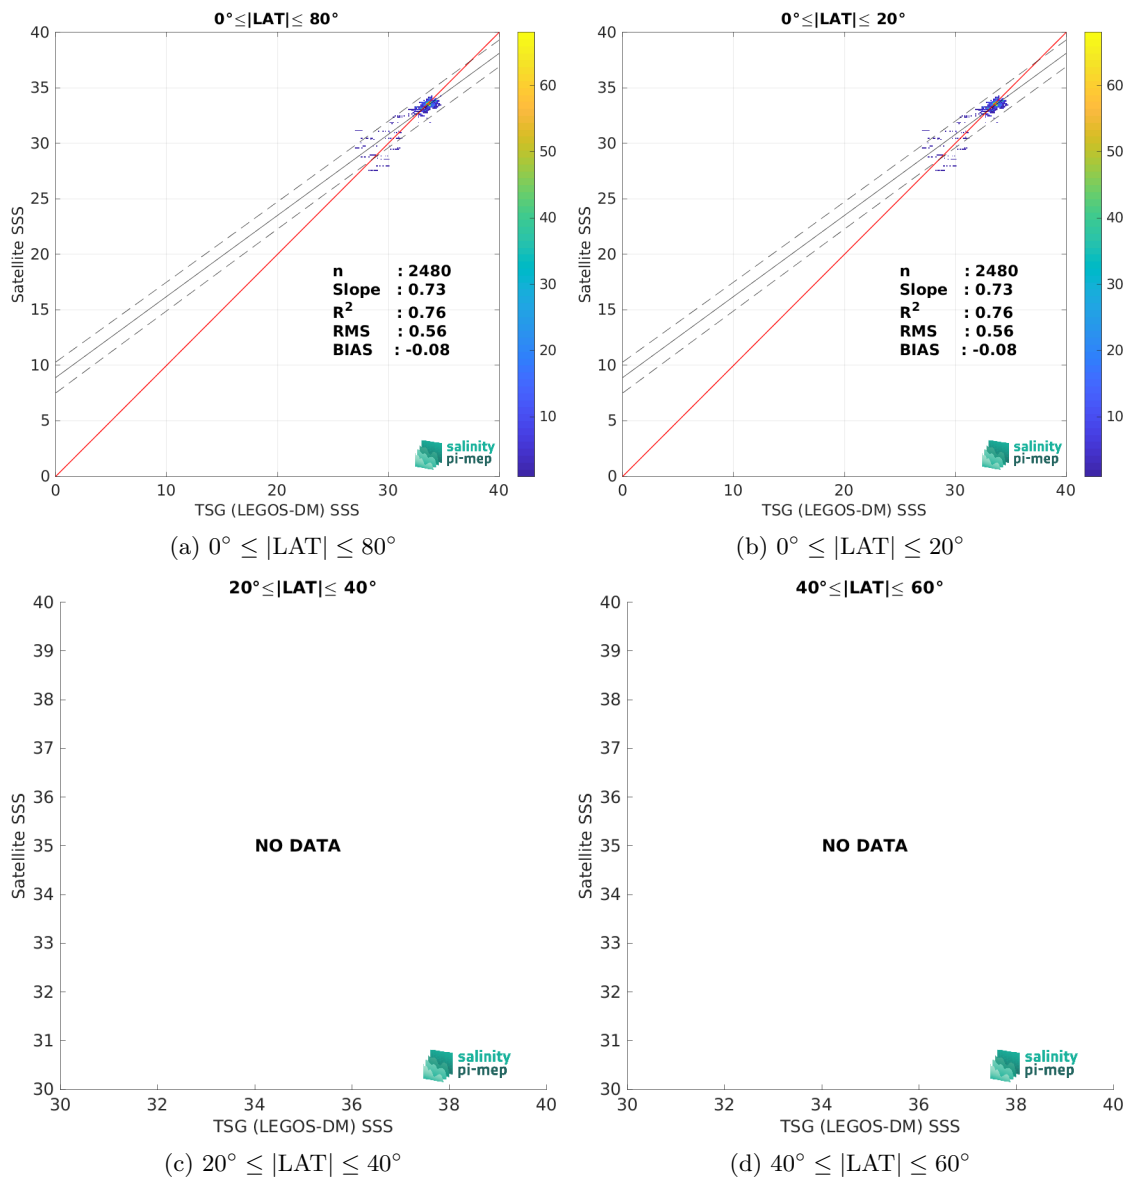 0°≤|LAT|≤ 80°
40
35
30
25
20
15
10
5
0
Satellite SSS
n : 2480
Slope : 0.73
R² : 0.76
RMS : 0.56
BIAS : -0.08
salinity
pi-mep
0 10 20 30 40
TSG (LEGOS-DM) SSS
60
50
40
30
20
10
(a) 0° ≤ |LAT| ≤ 80°
0°≤|LAT|≤ 20°
40
35
30
25
20
15
10
5
0
Satellite SSS
n : 2480
Slope : 0.73
R² : 0.76
RMS : 0.56
BIAS : -0.08
salinity
pi-mep
0 10 20 30 40
TSG (LEGOS-DM) SSS
60
50
40
30
20
10
(b) 0° ≤ |LAT| ≤ 20°
20°≤|LAT|≤ 40°
40
39
38
37
36
35
34
33
32
31
30
Satellite SSS
NO DATA
salinity
pi-mep
30 32 34 36 38 40
TSG (LEGOS-DM) SSS
(c) 20° ≤ |LAT| ≤ 40°
40°≤|LAT|≤ 60°
40
39
38
37
36
35
34
33
32
31
30
Satellite SSS
NO DATA
salinity
pi-mep
30 32 34 36 38 40
TSG (LEGOS-DM) SSS
(d) 40° ≤ |LAT| ≤ 60°